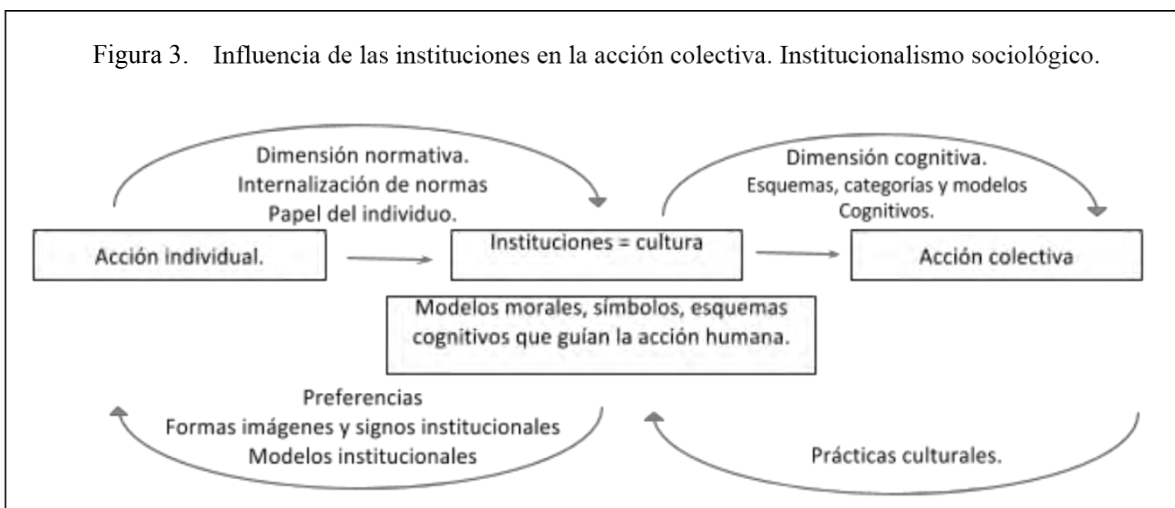 Figura 3. Influencia de las instituciones en la acción colectiva. Institucionalismo sociológico.
Dimensión normativa.
Internalización de normas
Papel del individuo.
Dimensión cognitiva.
Esquemas, categorías y modelos
Cognitivos.
Acción individual.
Instituciones = cultura
Acción colectiva
Modelos morales, símbolos, esquemas
cognitivos que guían la acción humana.
Preferencias
Formas imágenes y signos institucionales
Modelos institucionales
Prácticas culturales.